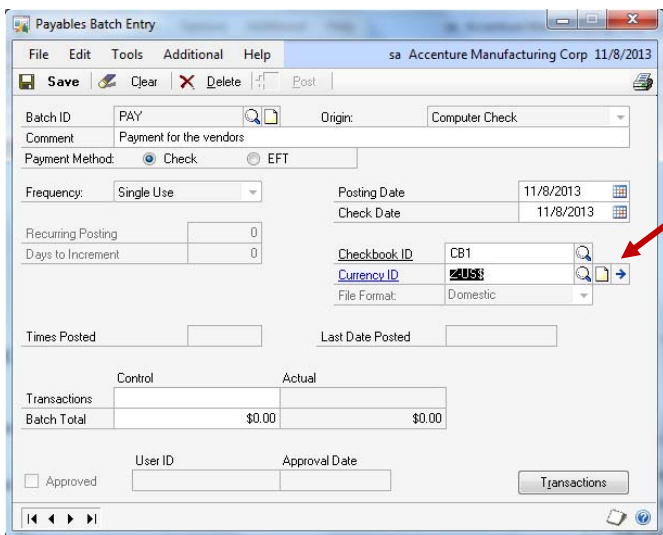 Payables Batch Entry
File Edit Tools Additional Help sa Accenture Manufacturing Corp 11/8/2013
Save Clear Delete Post
Batch ID PAY Origin: Computer Check
Comment Payment for the vendors
Payment Method: Check EFT
Frequency: Single Use Posting Date 11/8/2013
Check Date 11/8/2013
Recurring Posting 0
Days to Increment 0 Checkbook ID CB1
Currency ID Z-US$
File Format: Domestic
Times Posted Last Date Posted
Control Actual
Transactions
Batch Total $0.00 $0.00
User ID Approval Date
Approved Transactions